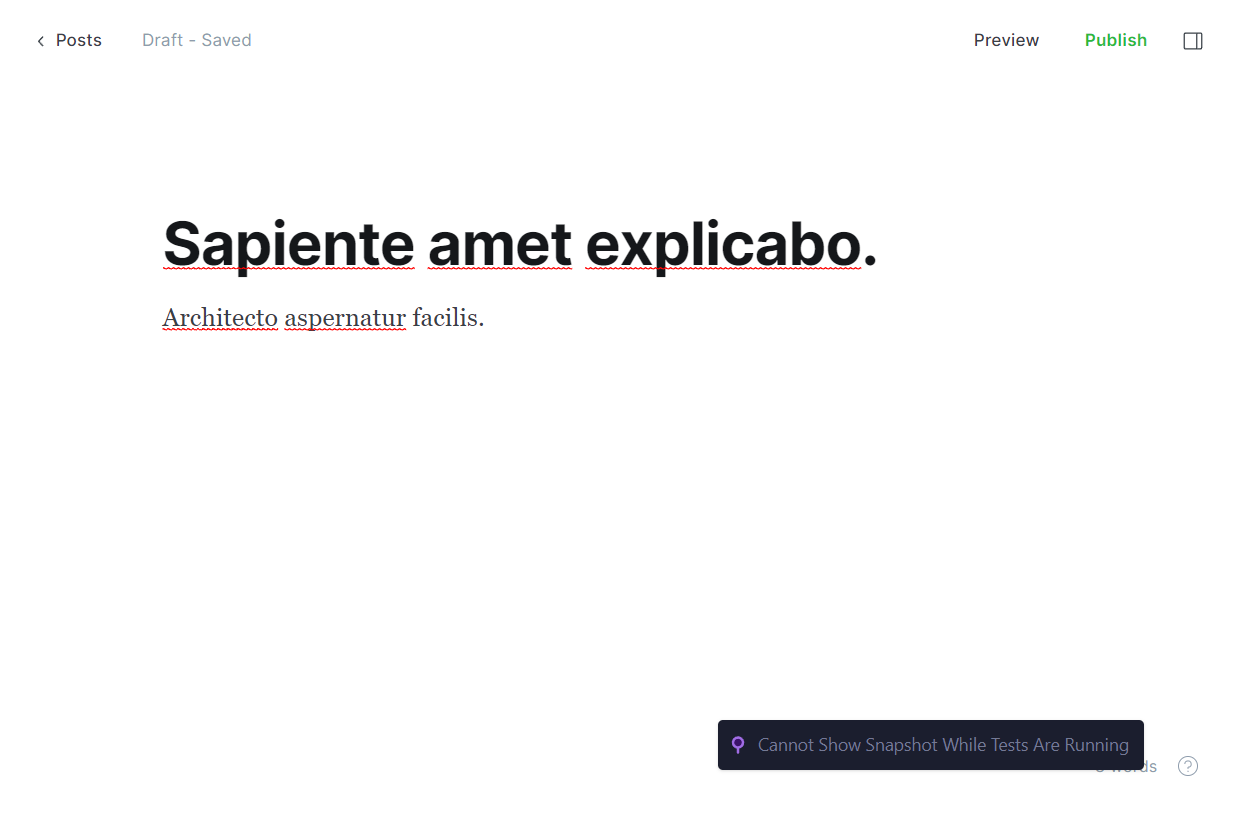 Posts
Draft - Saved
Preview
Publish
Sapiente amet explicabo.
Architecto aspernatur facilis.
Cannot Show Snapshot While Tests Are Running
words
?